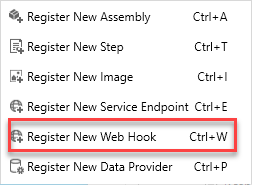 Register New Assembly Ctrl+A
Register New Step Ctrl+T
Register New Image Ctrl+I
Register New Service Endpoint Ctrl+E
Register New Web Hook Ctrl+W
Register New Data Provider Ctrl+P